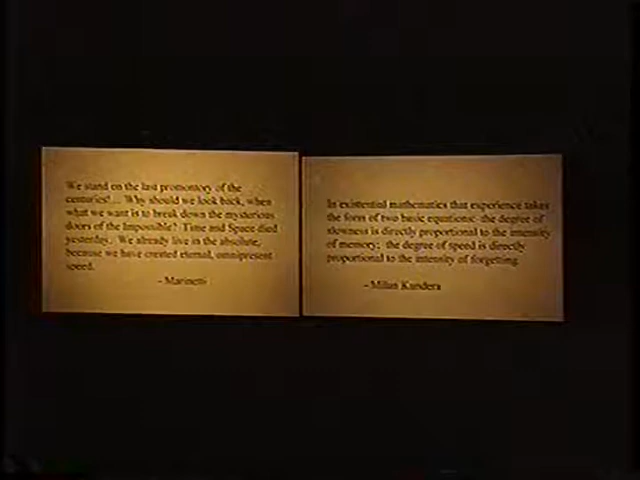 We stand on the last promontory of the
centuries!... Why should we look back, when
what we want is to break down the mysterious
doors of the Impossible? Time and Space died
yesterday. We already live in the absolute,
because we have created eternal, omnipresent
speed.
- Marinetti
In existential mathematics that experience takes
the form of two basic equations: the degree of
slowness is directly proportional to the intensity
of memory; the degree of speed is directly
proportional to the intensity of forgetting.
- Milan Kundera